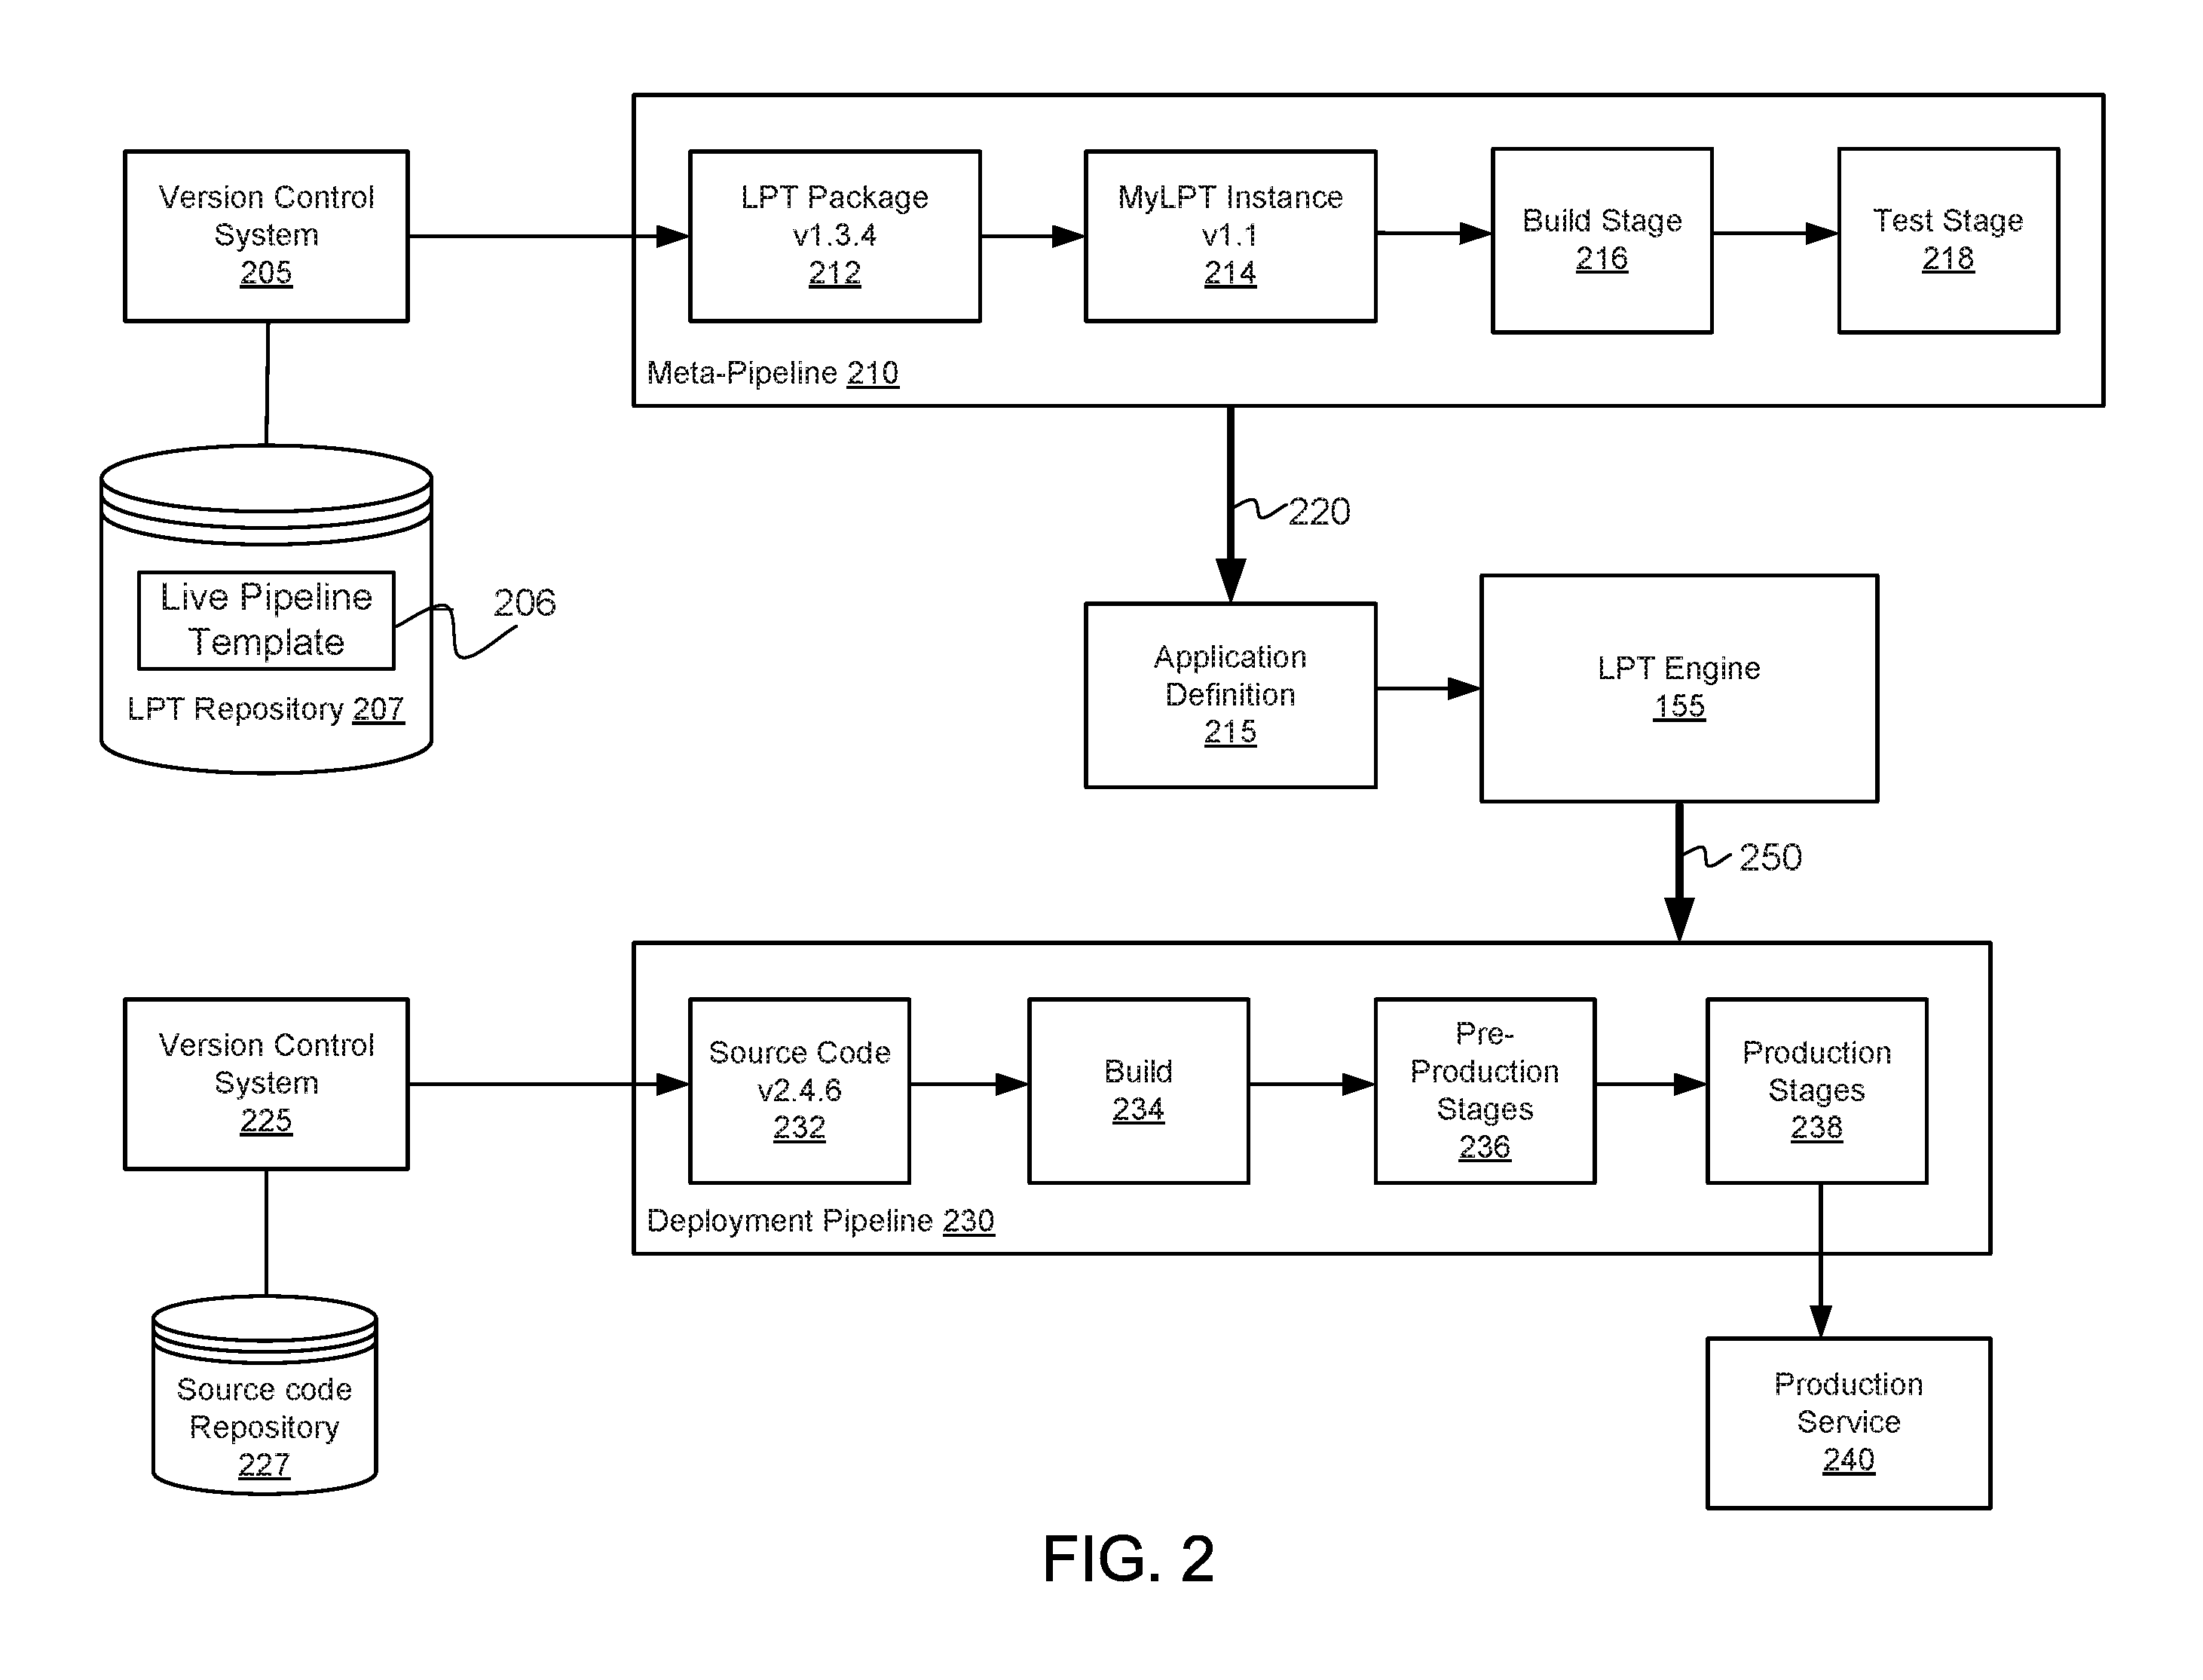 Version Control
System
205
LPT Package
v1.3.4
212
MyLPT Instance
v1.1
214
Build Stage
216
Test Stage
218
Meta-Pipeline 210
220
Live Pipeline
Template
206
LPT Repository 207
Application
Definition
215
LPT Engine
155
250
Version Control
System
225
Source Code
v2.4.6
232
Build
234
Pre-
Production
Stages
236
Production
Stages
238
Deployment Pipeline 230
Source code
Repository
227
Production
Service
240
FIG. 2